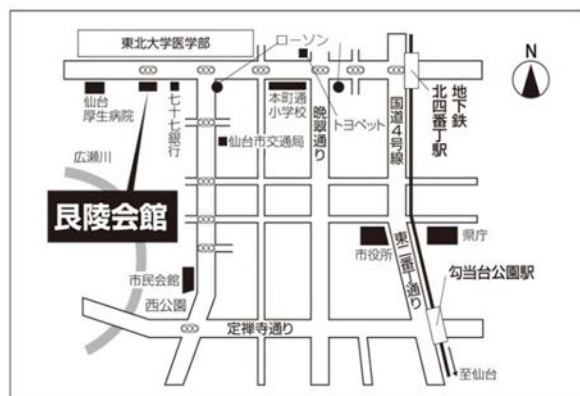 東北大学医学部
ローソン
N
仙台
厚生病院
七十七銀行
本町通
小学校
晩翠通り
トヨペット
国道4号線
地下鉄
北四番丁駅
仙台市交通局
広瀬川
艮陵会館
市役所
東二番丁通り
県庁
市民会館
西公園
勾当台公園駅
定禅寺通り
至仙台